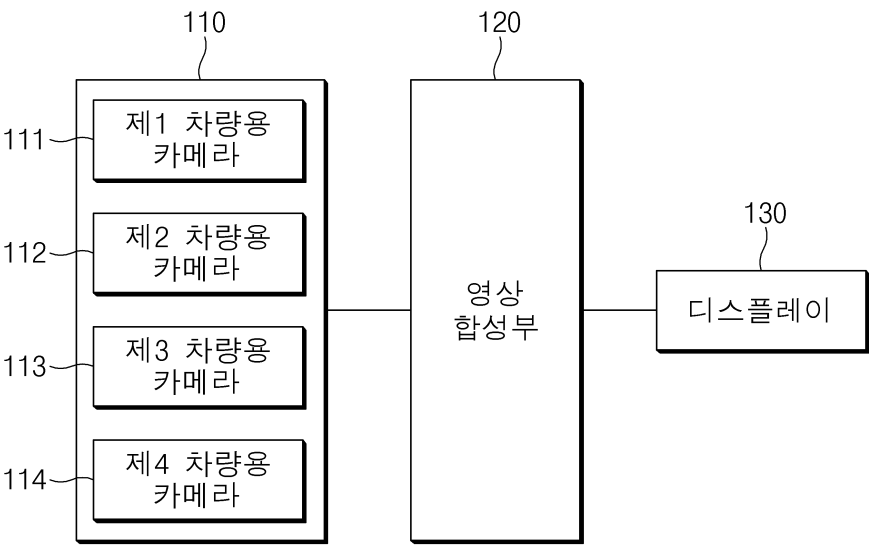 110
120
111
제1 차량용
카메라
112
제2 차량용
카메라
130
영상
합성부
디스플레이
113
제3 차량용
카메라
114
제4 차량용
카메라